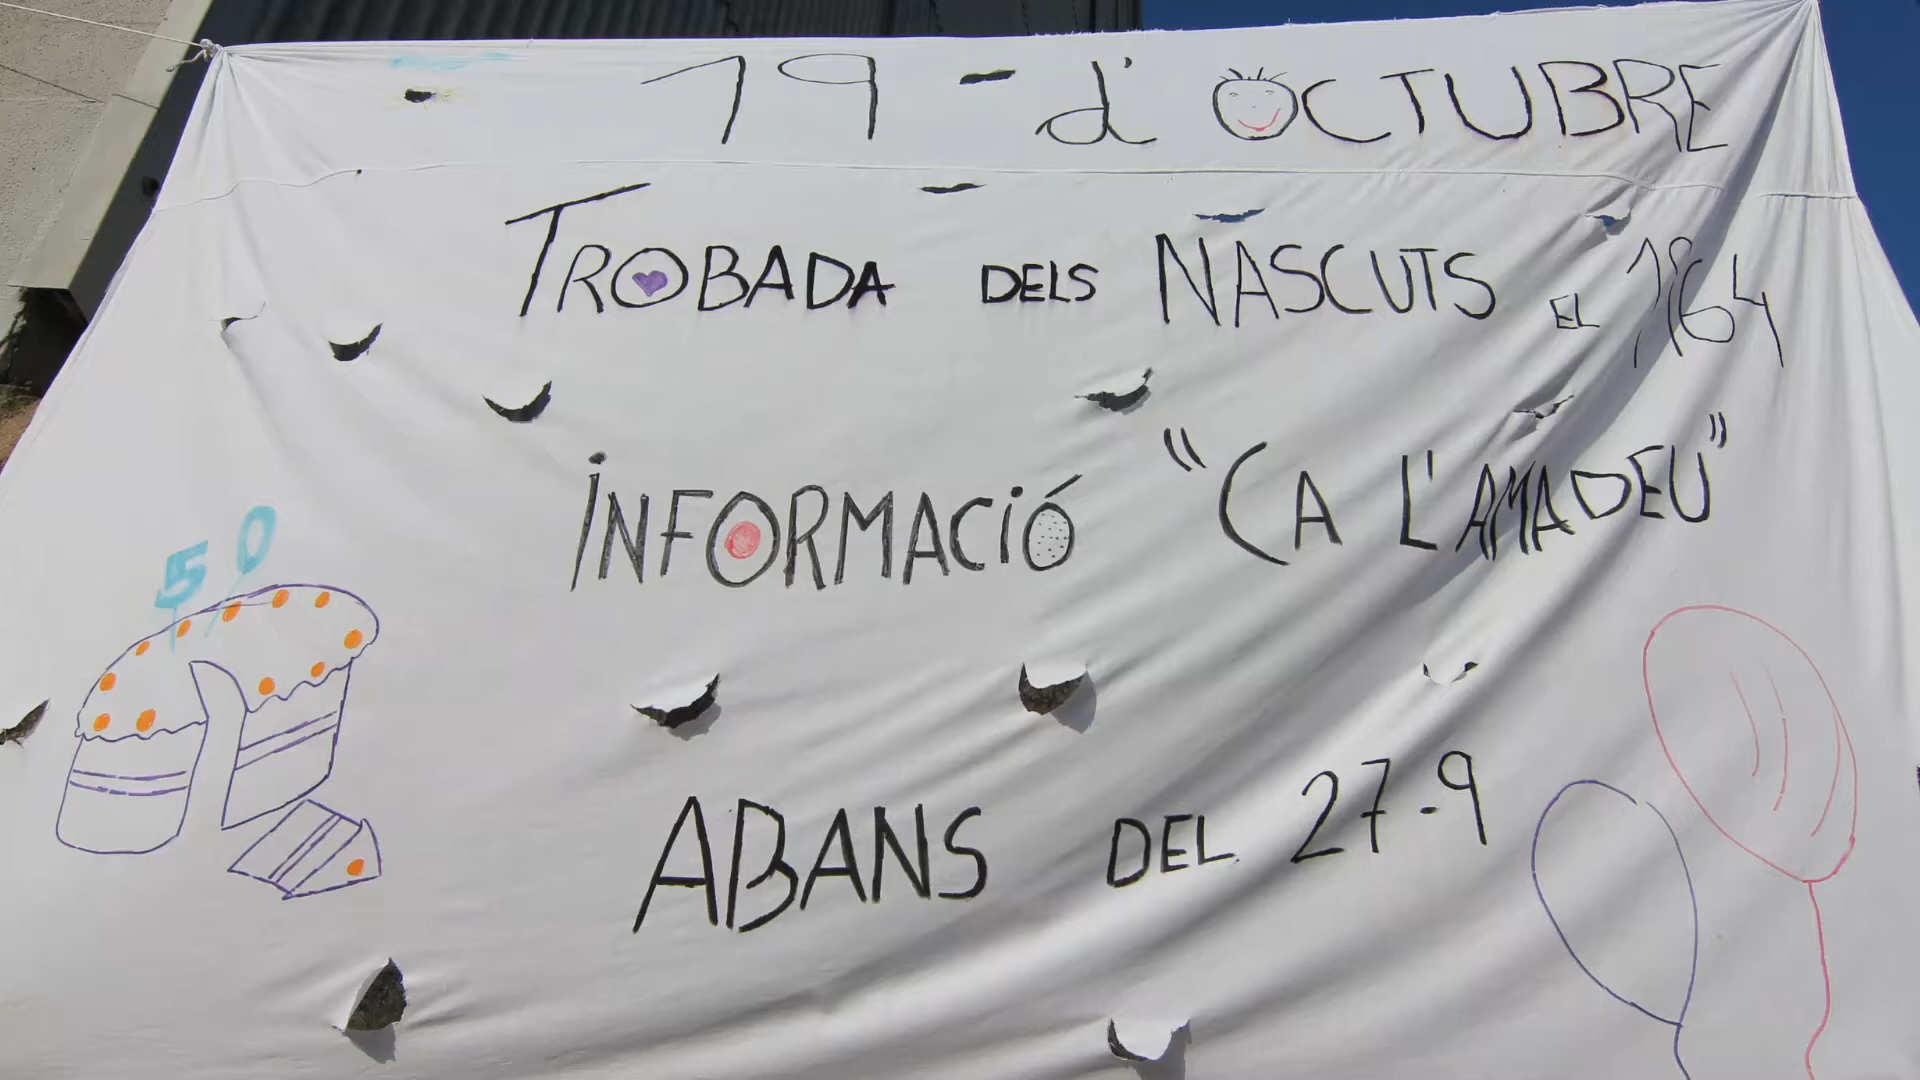 19 - d'OCTUBRE
TROBADA DELS NASCUTS EL 1964
INFORMACIÓ "CA L'AMADEU"
50
ABANS DEL 27-9